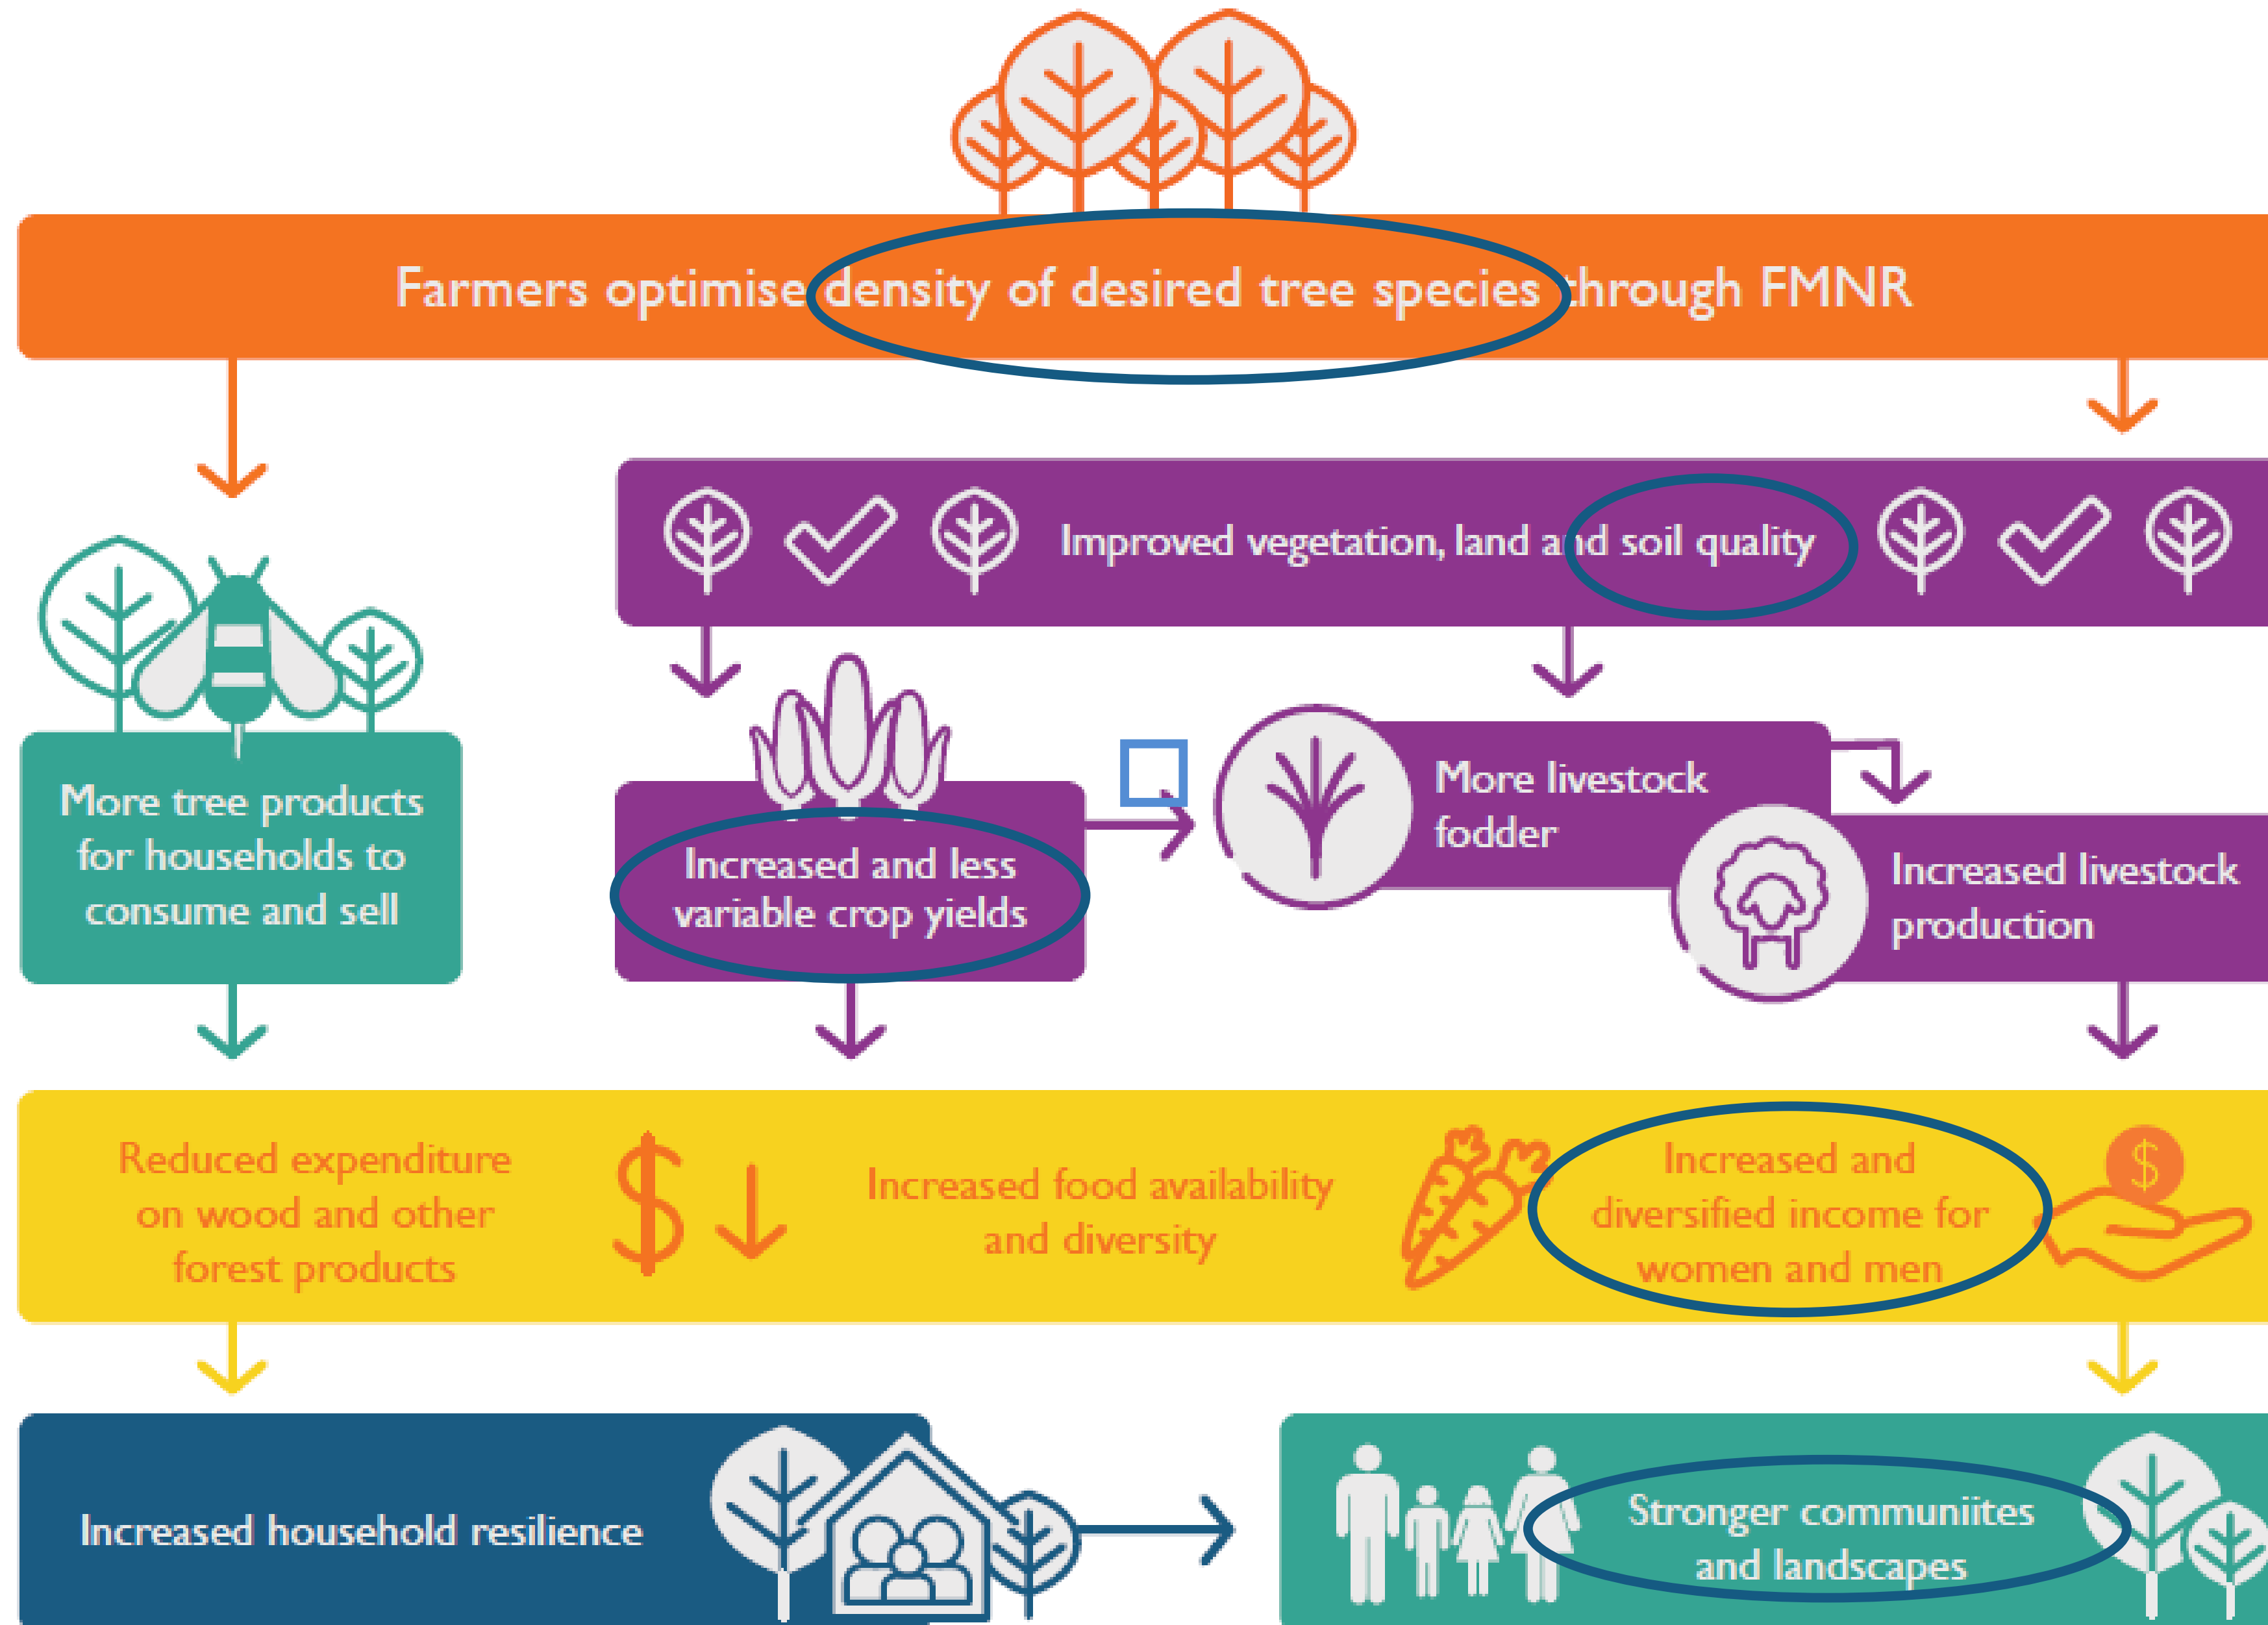 Farmers optimise density of desired tree species through FMNR
Improved vegetation, land and soil quality
More tree products
for households to
consume and sell
Increased and less
variable crop yields
More livestock
fodder
Increased livestock
production
Reduced expenditure
on wood and other
forest products
$
Increased food availability
and diversity
Increased and
diversified income for
women and men
$
Increased household resilience
Stronger communiites
and landscapes